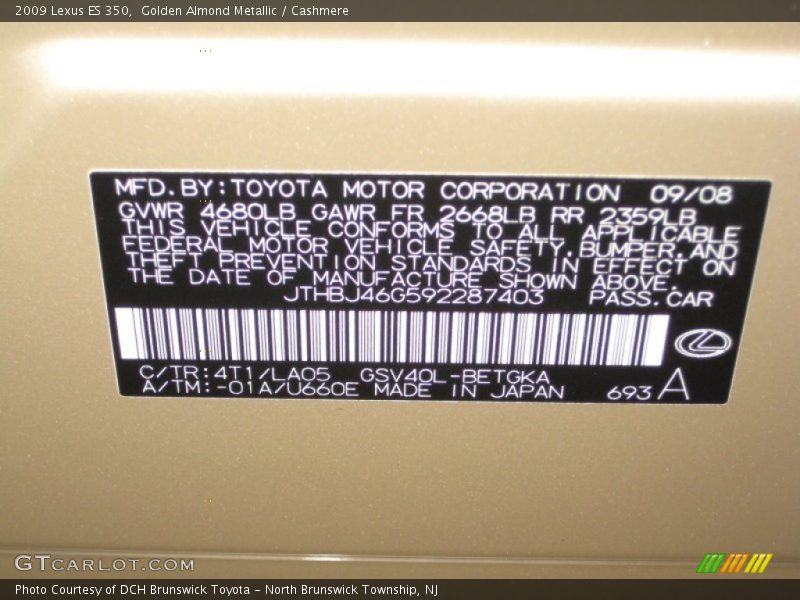 2009 Lexus ES 350,  Golden Almond Metallic / Cashmere
MFD.BY:TOYOTA MOTOR CORPORATION 09/08
GVWR 4680LB GAWR FR 2668LB RR 2359LB
THIS VEHICLE CONFORMS TO ALL APPLICABLE
FEDERAL MOTOR VEHICLE SAFETY,BUMPER,AND
THEFT PREVENTION STANDARDS IN EFFECT ON
THE DATE OF MANUFACTURE SHOWN ABOVE.
JTHBJ46G592287403 PASS.CAR
C/TR:4T1/LA05 GSV40L-BETGKA
A/TM:-01A/U660E MADE IN JAPAN 693 A
GTCARLOT.COM
Photo Courtesy of DCH Brunswick Toyota – North Brunswick Township, NJ